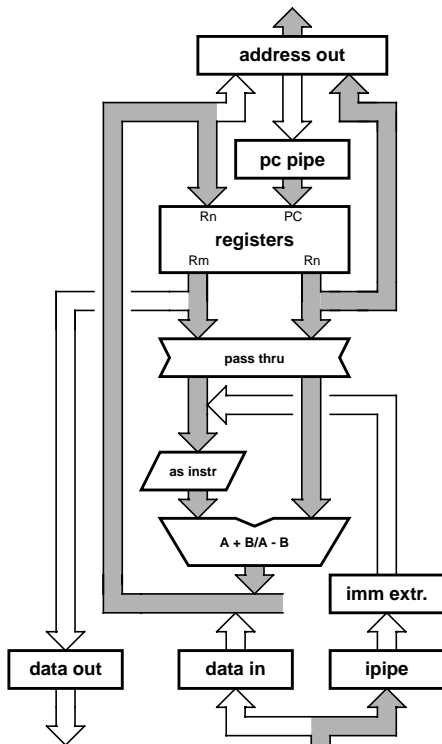 address out
pc pipe
Rn PC
registers
Rm Rn
pass thru
as instr
A + B/A - B
imm extr.
data out data in ipipe